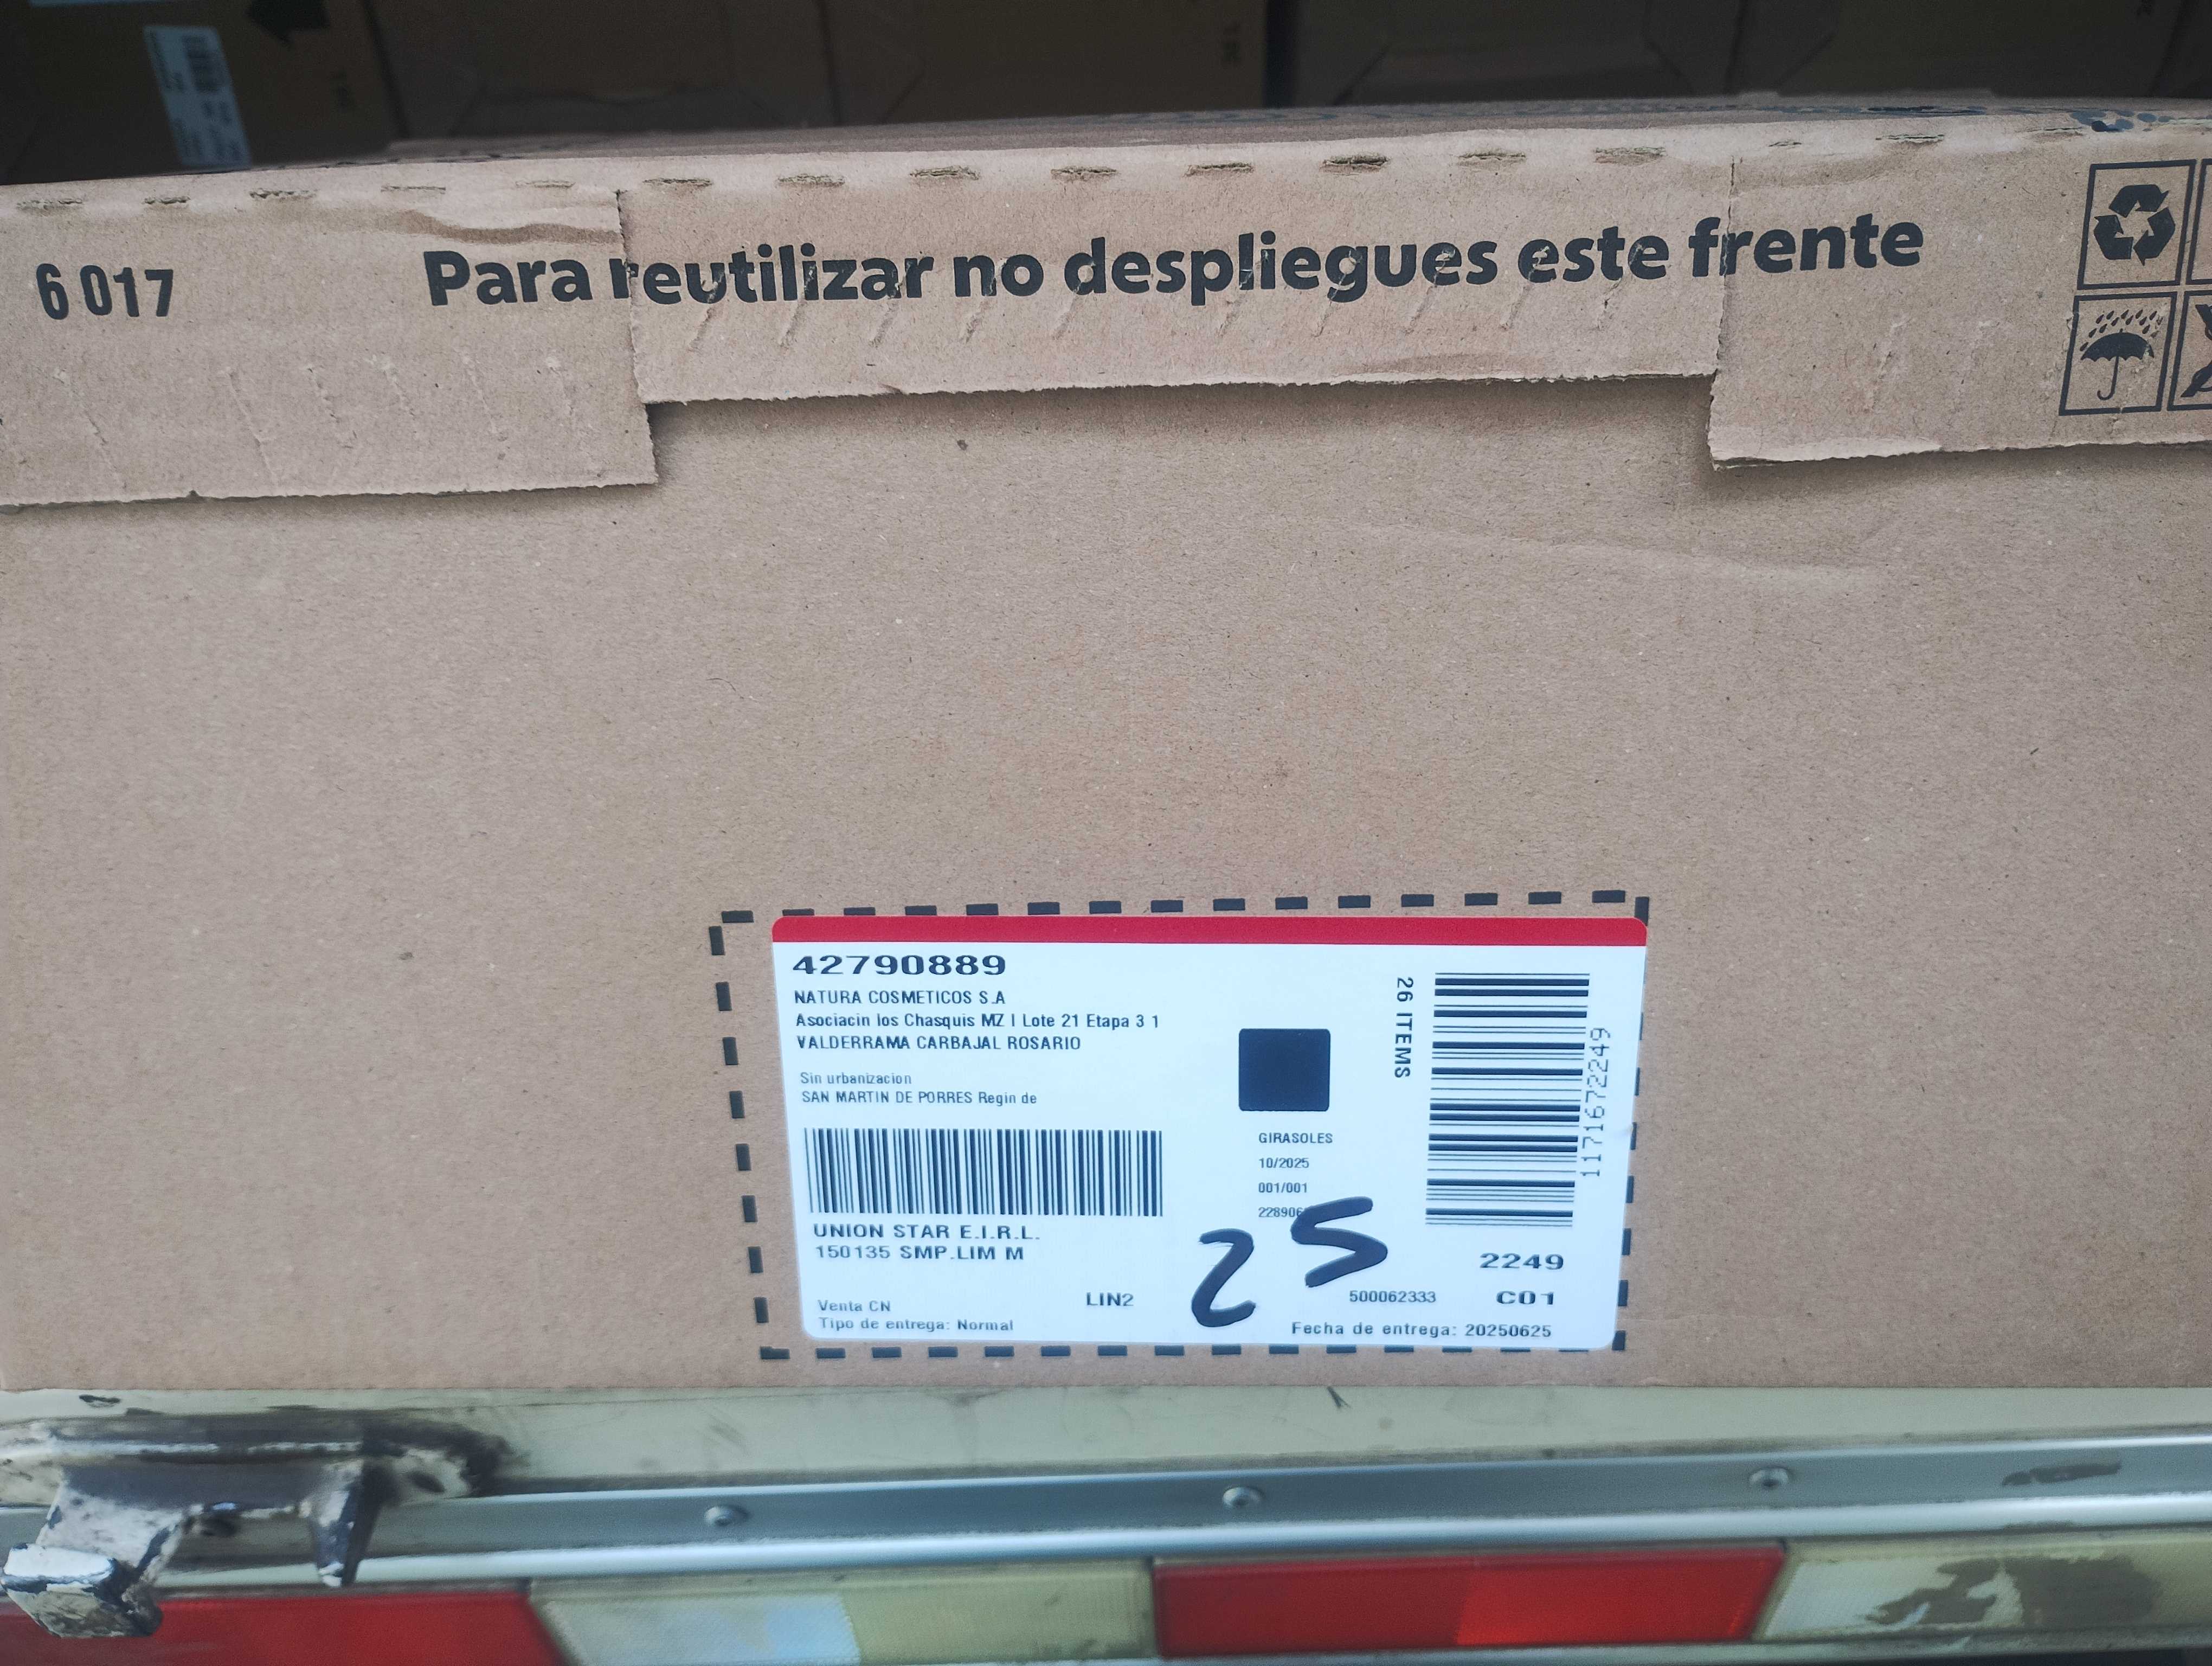 6 017
Para reutilizar no despliegues este frente
42790889
NATURA COSMETICOS S.A
Asociacin los Chasquis MZ I Lote 21 Etapa 3 1
VALDERRAMA CARBAJAL ROSARIO
Sin urbanizacion
SAN MARTIN DE PORRES Regin de
UNION STAR E.I.R.L.
150135 SMP.LIM M
Venta CN
Tipo de entrega: Normal
LIN2
GIRASOLES
10/2025
001/001
25
26 ITEMS
1171672249
2249
500062333
C01
Fecha de entrega: 20250625